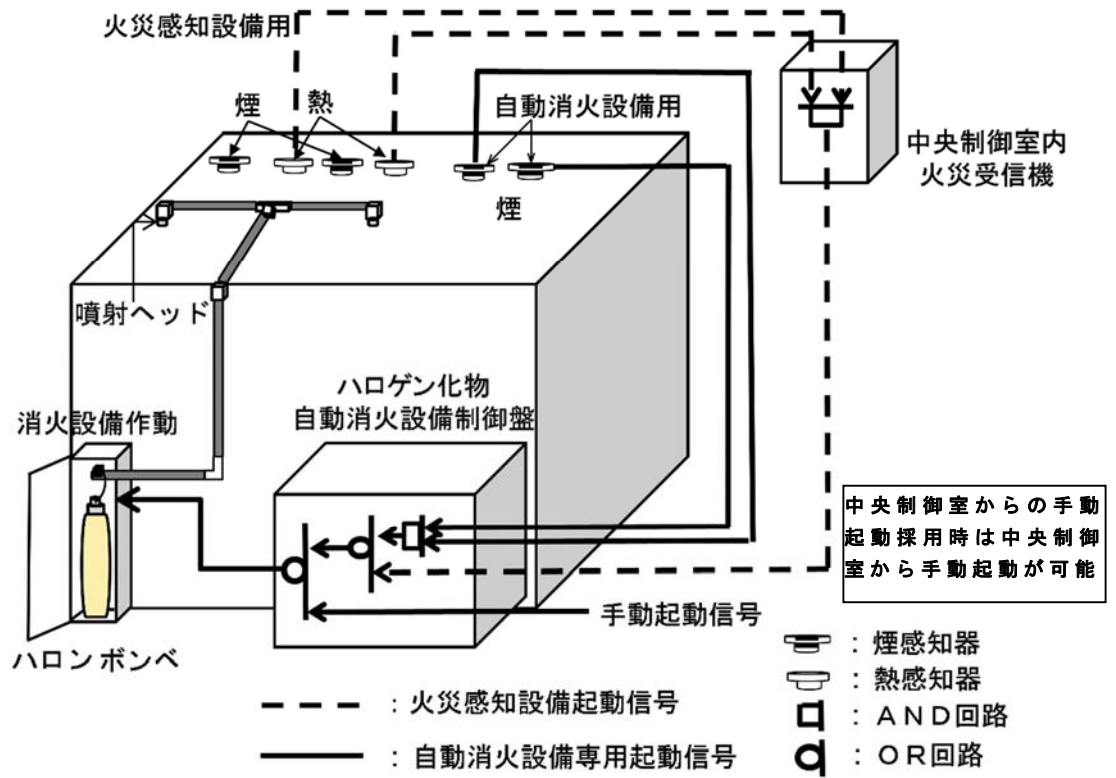 火災感知設備用
煙
熱
自動消火設備用
煙
中央制御室内
火災受信機
噴射ヘッド
ハロゲン化物
自動消火設備制御盤
消火設備作動
中央制御室からの手動
起動採用時は中央制御
室から手動起動が可能
手動起動信号
ハロンボンベ
：煙感知器
：熱感知器
：ＡＮＤ回路
：ＯＲ回路
：火災感知設備起動信号
：自動消火設備専用起動信号